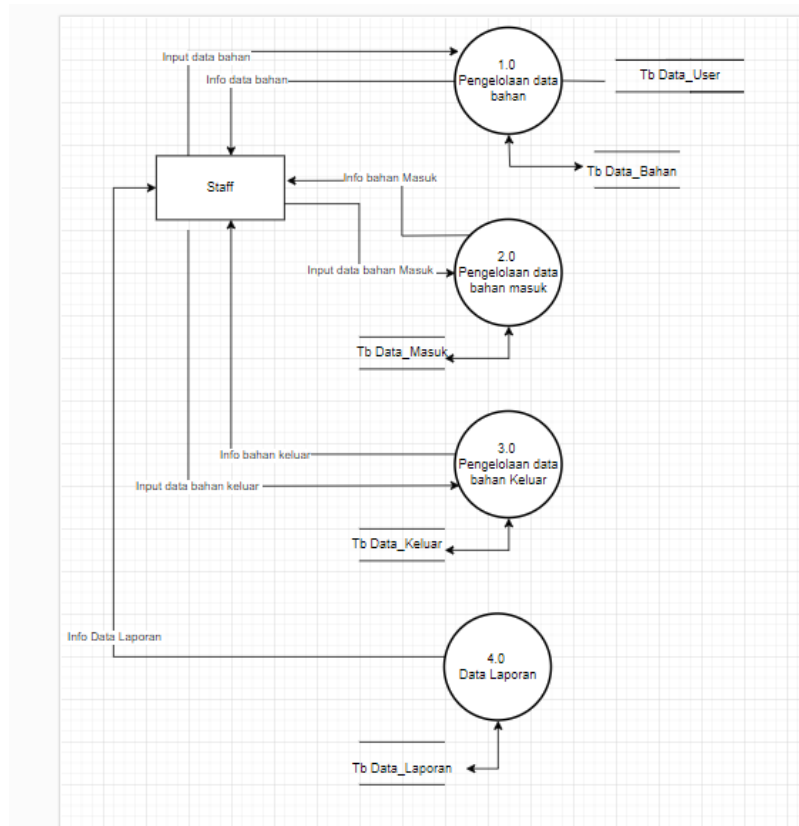 Input data bahan
Info data bahan
1.0
Pengelolaan data
bahan
Tb Data_User
Tb Data_Bahan
Staff
Info bahan Masuk
Input data bahan Masuk
2.0
Pengelolaan data
bahan masuk
Tb Data_Masuk
Info bahan keluar
Input data bahan keluar
3.0
Pengelolaan data
bahan Keluar
Tb Data_Keluar
Info Data Laporan
4.0
Data Laporan
Tb Data_Laporan